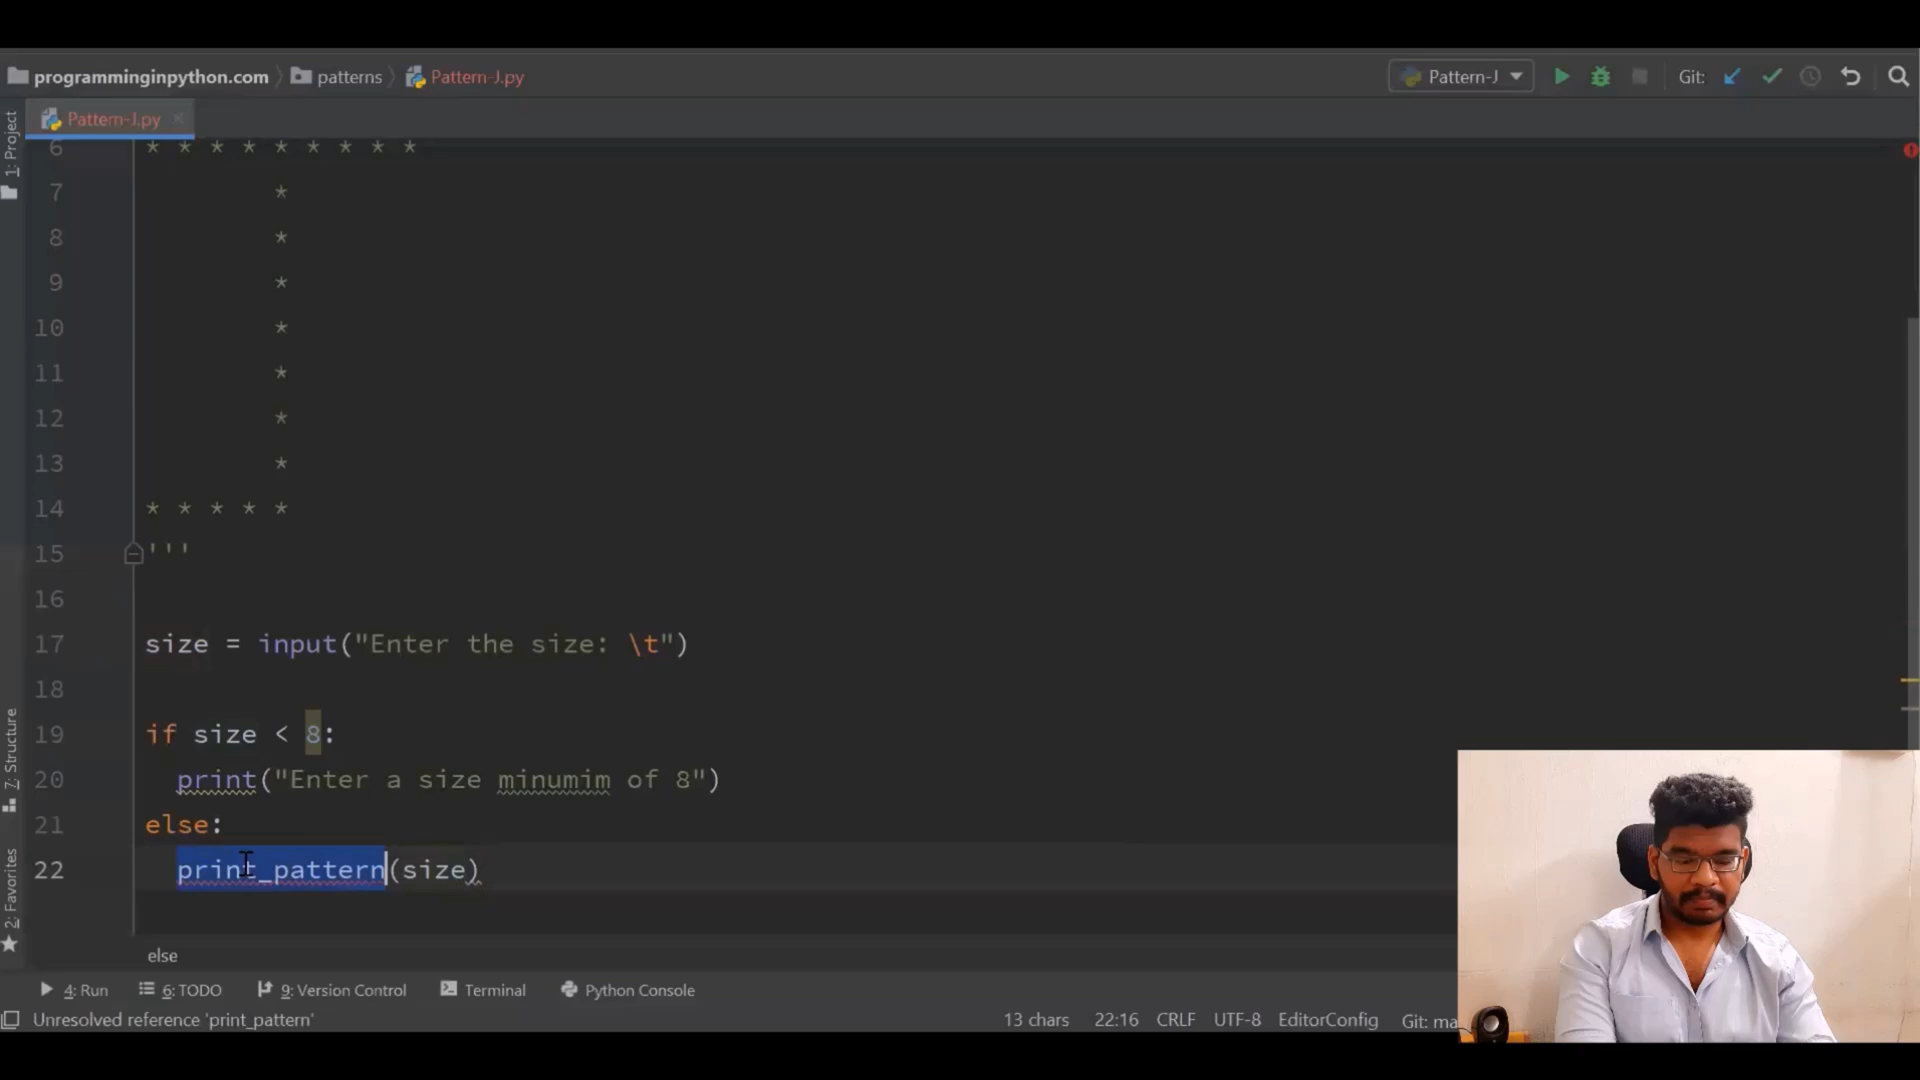 programminginpython.com patterns Pattern-J.py Pattern-J Git:
Pattern-J.py
1: Project
6 * * * * * * * * *
7 *
8 *
9 *
10 *
11 *
12 *
13 *
14 * * * * *
15 '''
16
17 size = input("Enter the size: \t")
18
19 if size < 8:
20 print("Enter a size minumim of 8")
21 else:
22 print_pattern(size)
7: Structure
2: Favorites
else
4: Run 6: TODO 9: Version Control Terminal Python Console
Unresolved reference 'print_pattern' 13 chars 22:16 CRLF UTF-8 EditorConfig Git: ma